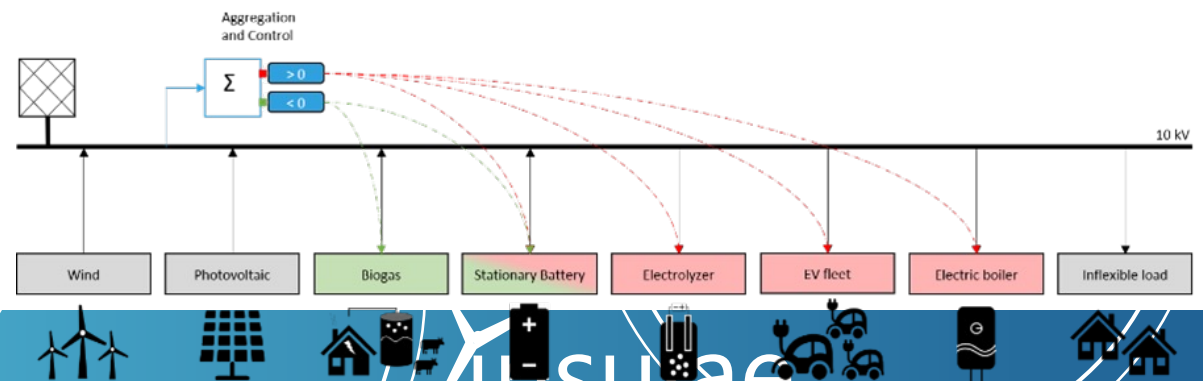 Aggregation
and Control
Σ
> 0
< 0
10 kV
Wind
Photovoltaic
Biogas
Stationary Battery
Electrolyzer
EV fleet
Electric boiler
Inflexible load
insulae